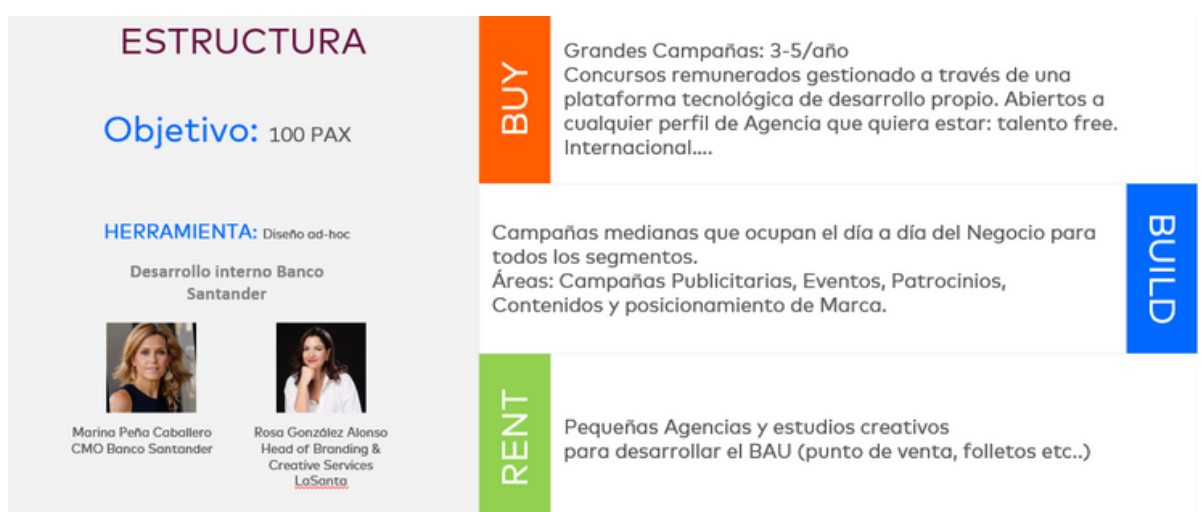 ESTRUCTURA
Objetivo: 100 PAX
HERRAMIENTA: Diseño ad-hoc
Desarrollo interno Banco
Santander
Marina Peña Caballero
CMO Banco Santander
Rosa González Alonso
Head of Branding &
Creative Services
LaSanta
BUY
Grandes Campañas: 3-5/año
Concursos remunerados gestionado a través de una
plataforma tecnológica de desarrollo propio. Abiertos a
cualquier perfil de Agencia que quiera estar: talento free.
Internacional....
Campañas medianas que ocupan el día a día del Negocio para
todos los segmentos.
Áreas: Campañas Publicitarias, Eventos, Patrocinios,
Contenidos y posicionamiento de Marca.
BUILD
RENT
Pequeñas Agencias y estudios creativos
para desarrollar el BAU (punto de venta, folletos etc..)